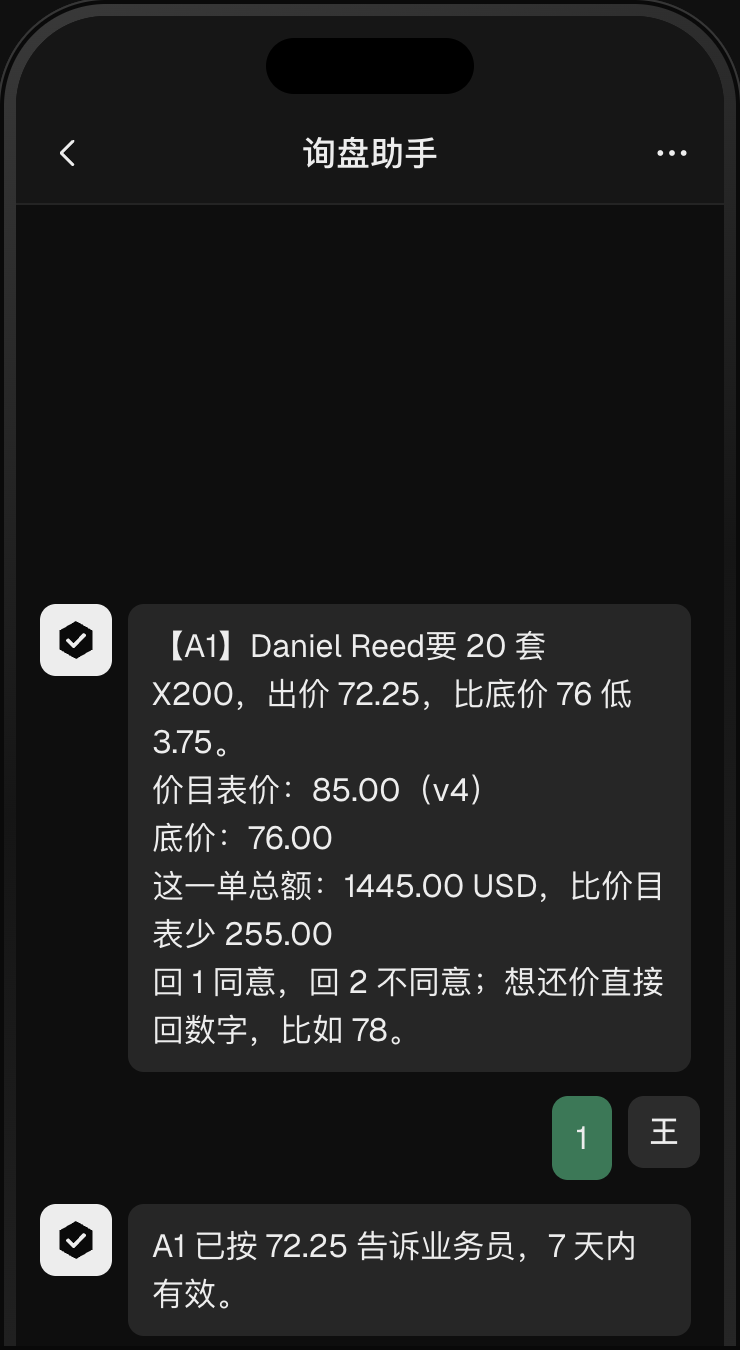 询盘助手
【A1】Daniel Reed要 20 套
X200，出价 72.25，比底价 76 低
3.75。
价目表价：85.00（v4）
底价：76.00
这一单总额：1445.00 USD，比价目
表少 255.00
回 1 同意，回 2 不同意；想还价直接
回数字，比如 78。
1
王
A1 已按 72.25 告诉业务员，7 天内
有效。